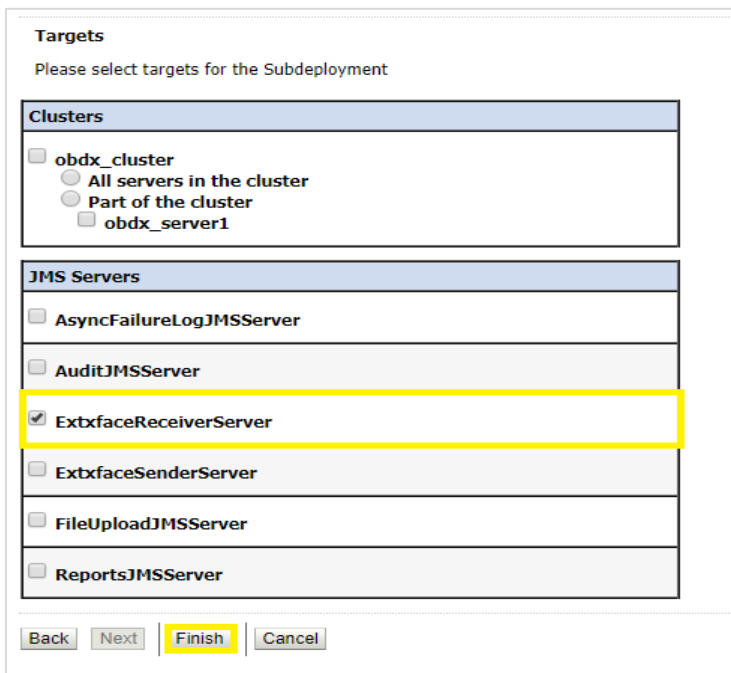 Targets
Please select targets for the Subdeployment
Clusters
obdx_cluster
All servers in the cluster
Part of the cluster
obdx_server1
JMS Servers
AsyncFailureLogJMSServer
AuditJMSServer
ExtxfaceReceiverServer
ExtxfaceSenderServer
FileUploadJMSServer
ReportsJMSServer
Back Next Finish Cancel